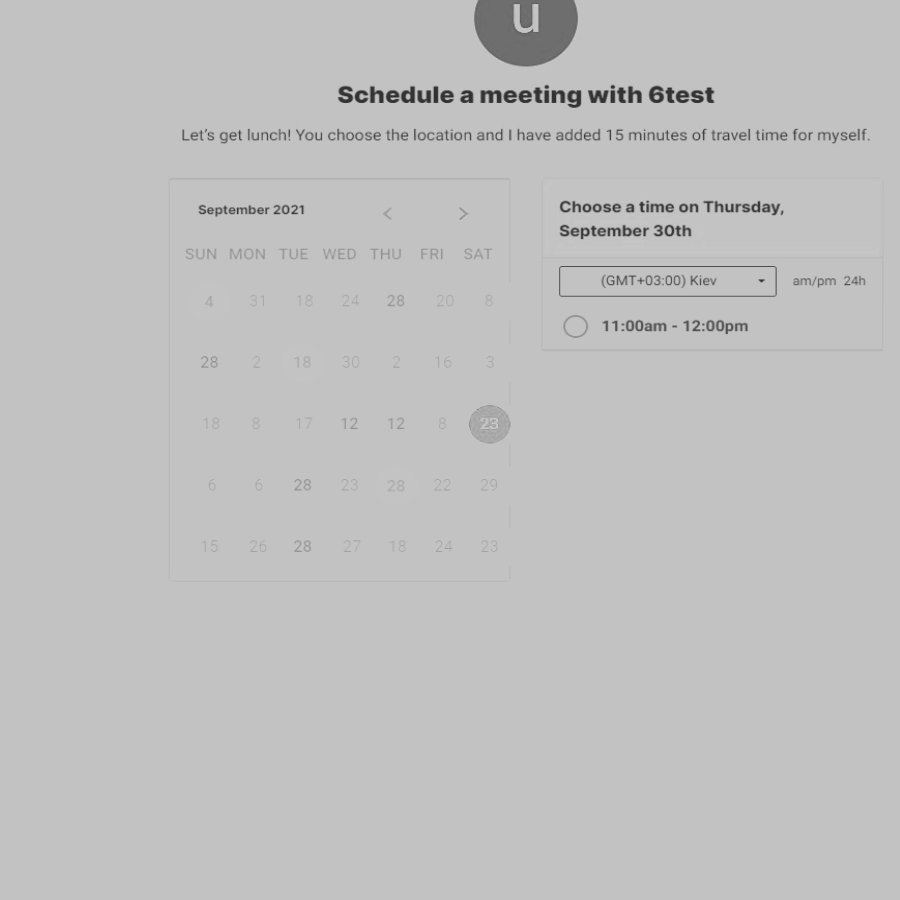 u
Schedule a meeting with 6test
Let's get lunch! You choose the location and I have added 15 minutes of travel time for myself.
September 2021
SUN MON TUE WED THU FRI SAT
4 31 18 24 28 20 8
28 2 18 30 2 16 3
18 8 17 12 12 8 23
6 6 28 23 28 22 29
15 26 28 27 18 24 23
Choose a time on Thursday,
September 30th
(GMT+03:00) Kiev am/pm 24h
11:00am - 12:00pm